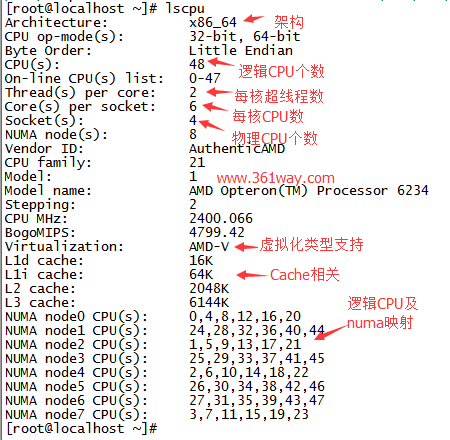 [root@localhost ~]# lscpu
Architecture: x86_64 架构
CPU op-mode(s): 32-bit, 64-bit
Byte Order: Little Endian
CPU(s): 48 逻辑CPU个数
On-line CPU(s) list: 0-47
Thread(s) per core: 2 每核超线程数
Core(s) per socket: 6 每核CPU数
Socket(s): 4 物理CPU个数
NUMA node(s): 8
Vendor ID: AuthenticAMD
CPU family: 21
Model: 1 www.361way.com
Model name: AMD Opteron(TM) Processor 6234
Stepping: 2
CPU MHz: 2400.066
BogoMIPS: 4799.42
Virtualization: AMD-V 虚拟化类型支持
L1d cache: 16K
L1i cache: 64K Cache相关
L2 cache: 2048K
L3 cache: 6144K 逻辑CPU及
numa映射
NUMA node0 CPU(s): 0,4,8,12,16,20
NUMA node1 CPU(s): 24,28,32,36,40,44
NUMA node2 CPU(s): 1,5,9,13,17,21
NUMA node3 CPU(s): 25,29,33,37,41,45
NUMA node4 CPU(s): 2,6,10,14,18,22
NUMA node5 CPU(s): 26,30,34,38,42,46
NUMA node6 CPU(s): 27,31,35,39,43,47
NUMA node7 CPU(s): 3,7,11,15,19,23
[root@localhost ~]#